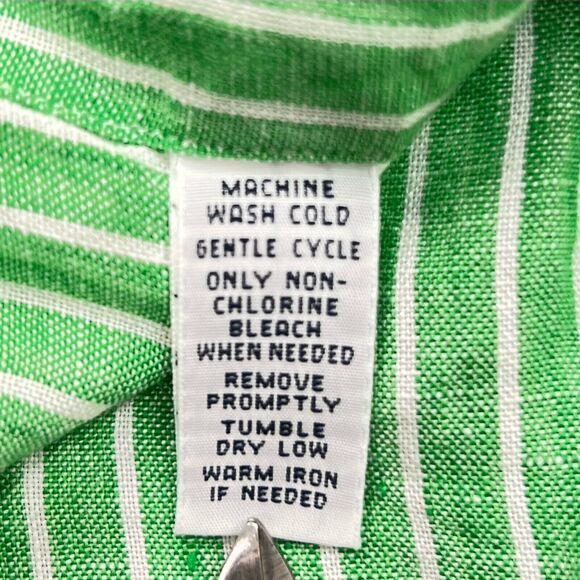 MACHINE
WASH COLD
GENTLE CYCLE
ONLY NON-
CHLORINE
BLEACH
WHEN NEEDED
REMOVE
PROMPTLY
TUMBLE
DRY LOW
WARM IRON
IF NEEDED